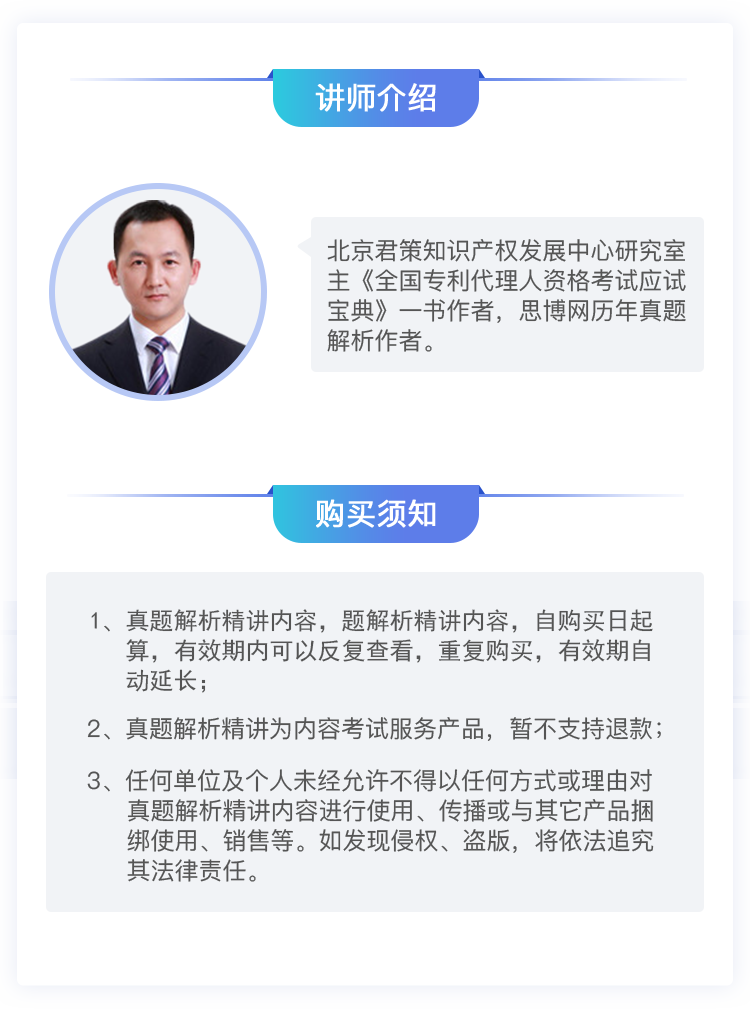 讲师介绍
北京君策知识产权发展中心研究室
主《全国专利代理人资格考试应试
宝典》一书作者，思博网历年真题
解析作者。
购买须知
1、真题解析精讲内容，题解析精讲内容，自购买日起
算，有效期内可以反复查看，重复购买，有效期自
动延长；
2、真题解析精讲为内容考试服务产品，暂不支持退款；
3、任何单位及个人未经允许不得以任何方式或理由对
真题解析精讲内容进行使用、传播或与其它产品捆
绑使用、销售等。如发现侵权、盗版，将依法追究
其法律责任。